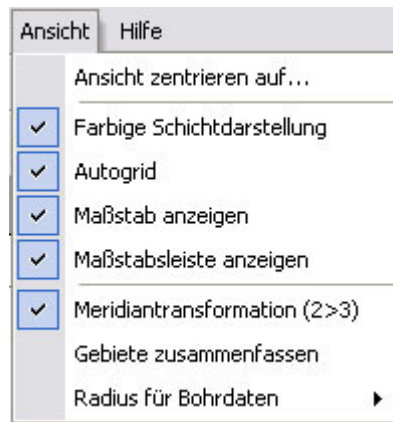 Ansicht Hilfe
Ansicht zentrieren auf...
Farbige Schichtdarstellung
Autogrid
Maßstab anzeigen
Maßstabsleiste anzeigen
Meridiantransformation (2>3)
Gebiete zusammenfassen
Radius für Bohrdaten